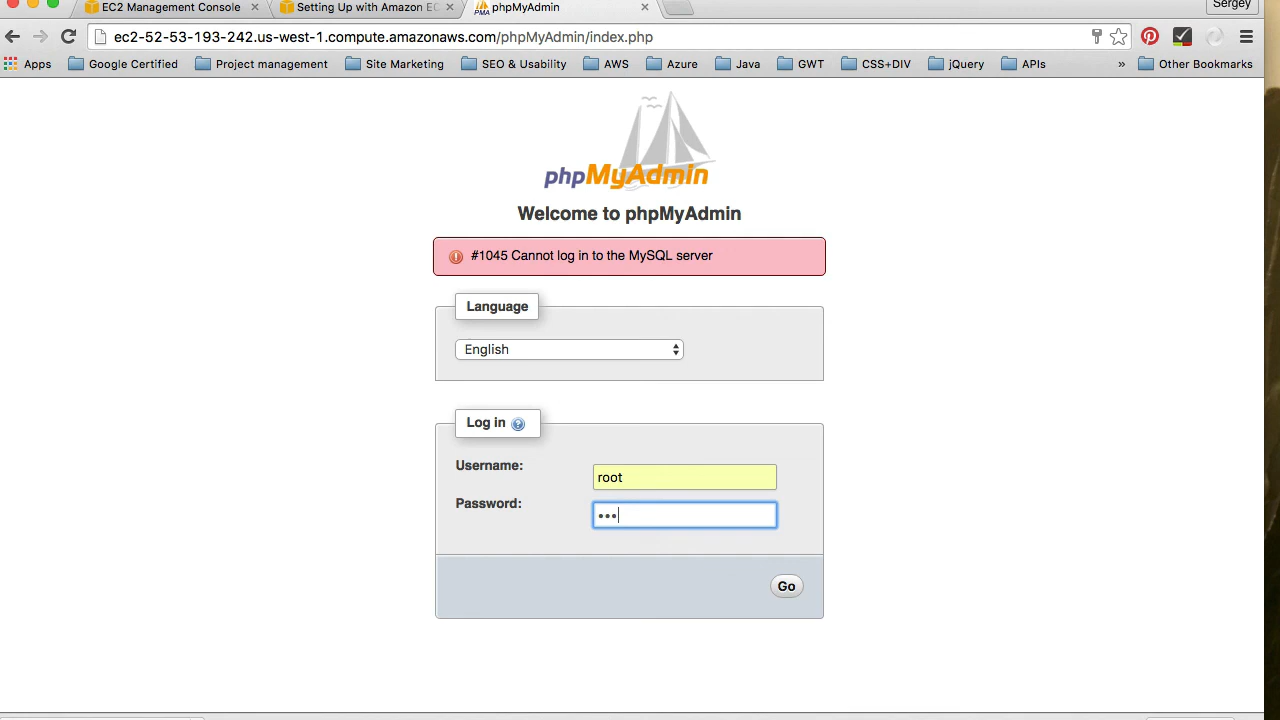 EC2 Management Console
Setting Up with Amazon EC
phpMyAdmin
Sergey
ec2-52-53-193-242.us-west-1.compute.amazonaws.com/phpMyAdmin/index.php
Apps Google Certified Project management Site Marketing SEO & Usability AWS Azure Java GWT CSS+DIV jQuery APIs » Other Bookmarks
phpMyAdmin
Welcome to phpMyAdmin
#1045 Cannot log in to the MySQL server
Language
English
Log in
Username:
root
Password:
•••
Go